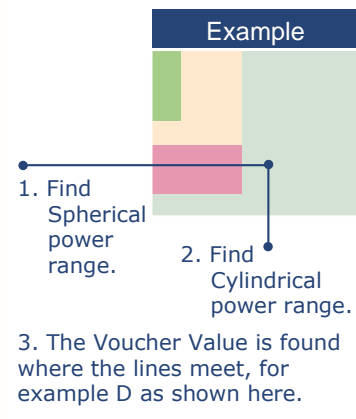 Example
1. Find
Spherical
power
range.
2. Find
Cylindrical
power range.
3. The Voucher Value is found
where the lines meet, for
example D as shown here.